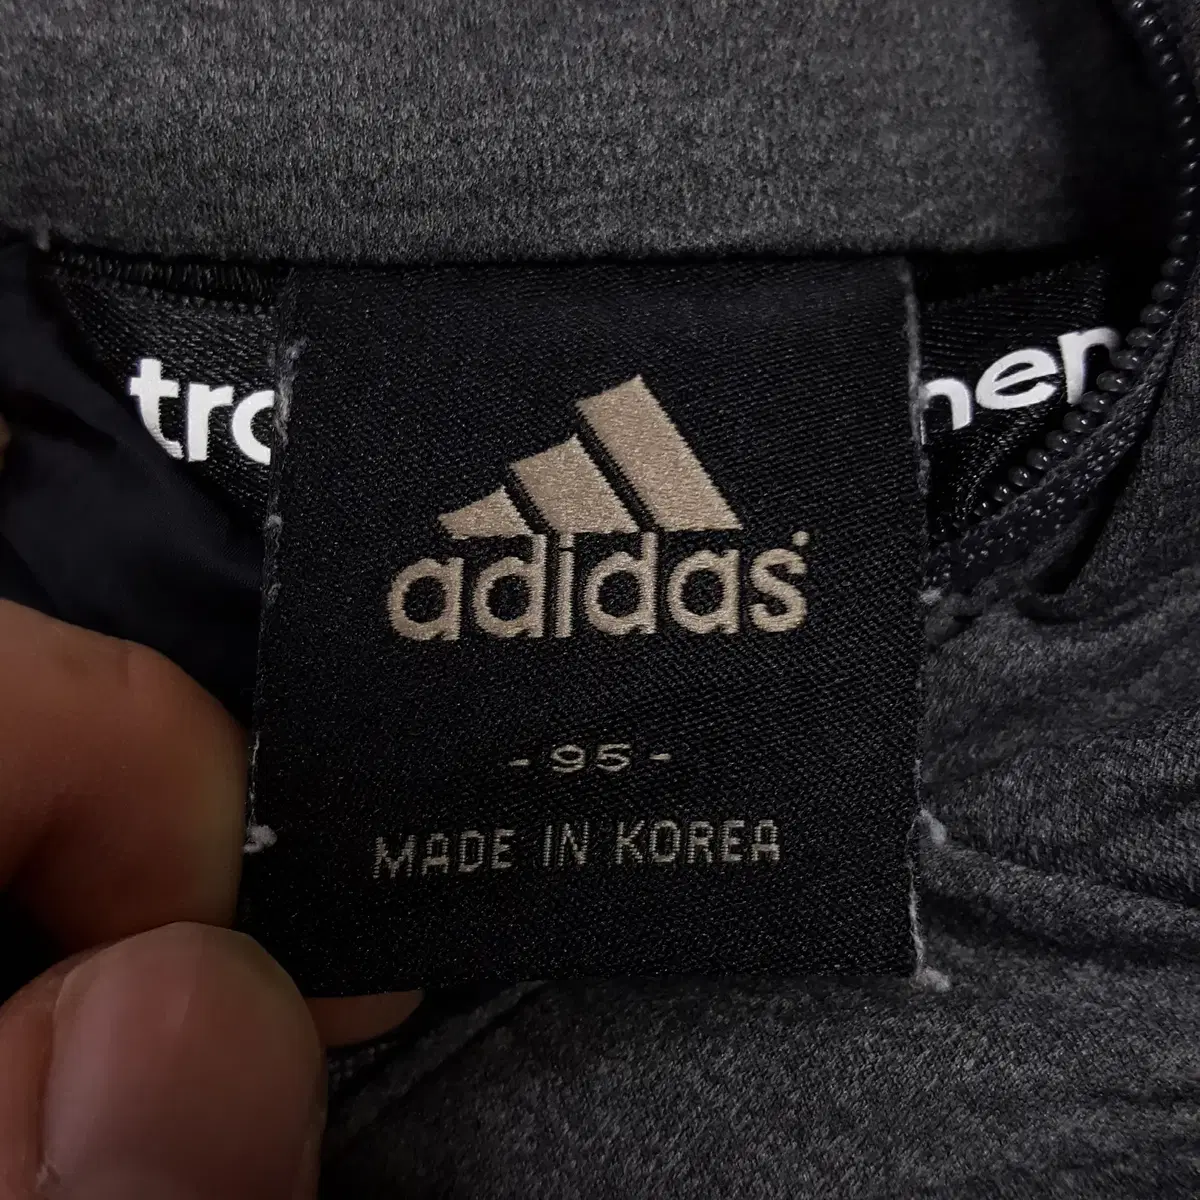 adidas
- 95 -
MADE IN KOREA